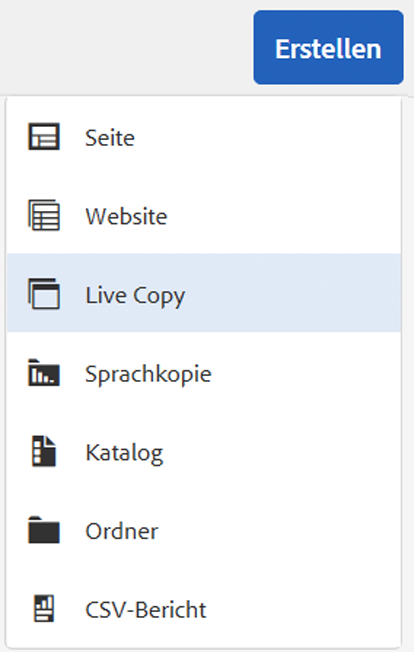 Erstellen
Seite
Website
Live Copy
Sprachkopie
Katalog
Ordner
CSV-Bericht